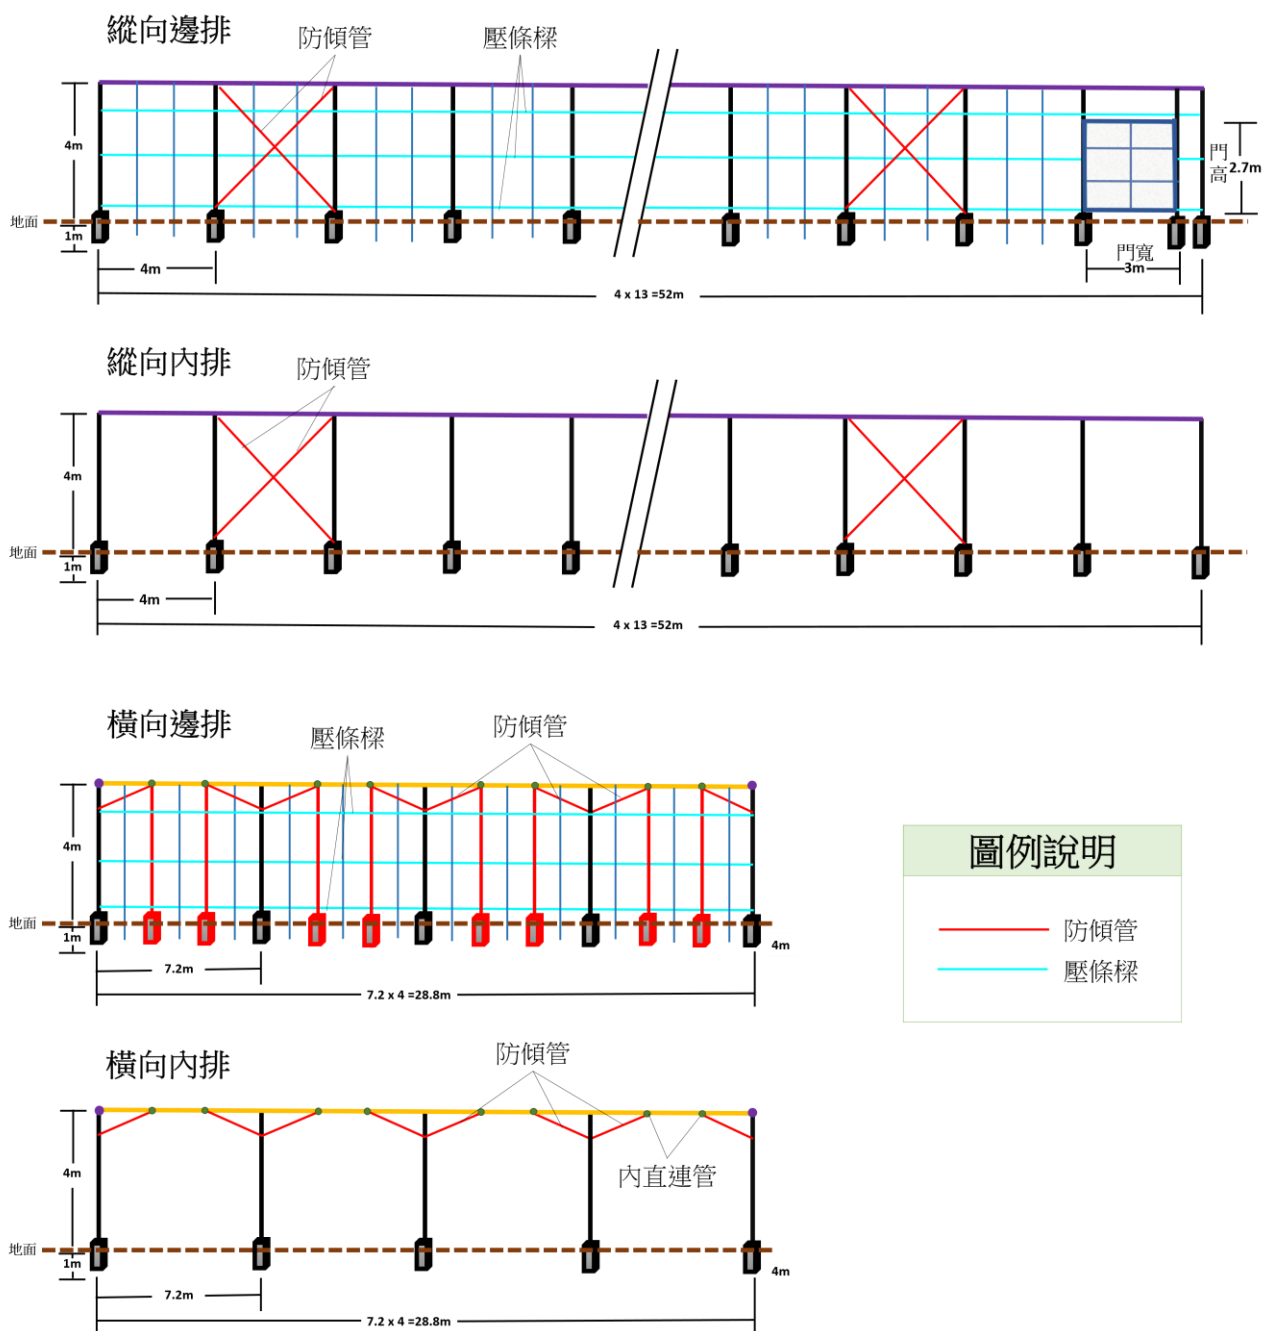 縱向邊排
防傾管
壓條樑
4m
門高
2.7m
地面
1m
門寬
4m
3m
4 x 13 =52m
縱向內排
防傾管
4m
地面
1m
4m
4 x 13 =52m
橫向邊排
壓條樑
防傾管
4m
地面
1m
4m
7.2m
7.2 x 4 =28.8m
圖例說明
防傾管
壓條樑
橫向內排
防傾管
4m
內直連管
地面
1m
4m
7.2m
7.2 x 4 =28.8m